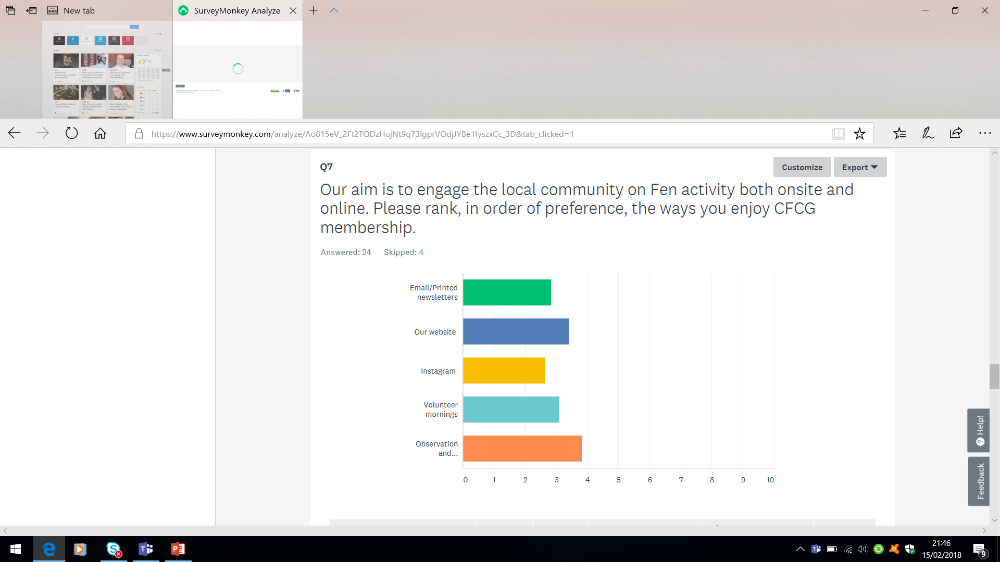 New tab
SurveyMonkey Analyze
https://www.surveymonkey.com/analyze/Ao815eV_2Ft2TQDzHujNt9q73lgprVQdjJYBe1IyszxCc_3D&tab_clicked=1
Q7
Customize
Export
Our aim is to engage the local community on Fen activity both onsite and
online. Please rank, in order of preference, the ways you enjoy CFCG
membership.
Answered: 24 Skipped: 4
Email/Printed
newsletters
Our website
Instagram
Volunteer
mornings
Observation
and...
0 1 2 3 4 5 6 7 8 9 10
Help!
Feedback
21:46
15/02/2018
9